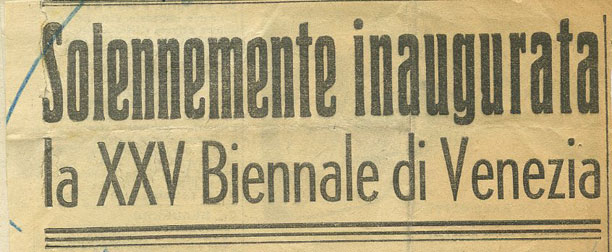 Solennemente inaugurata
la XXV Biennale di Venezia